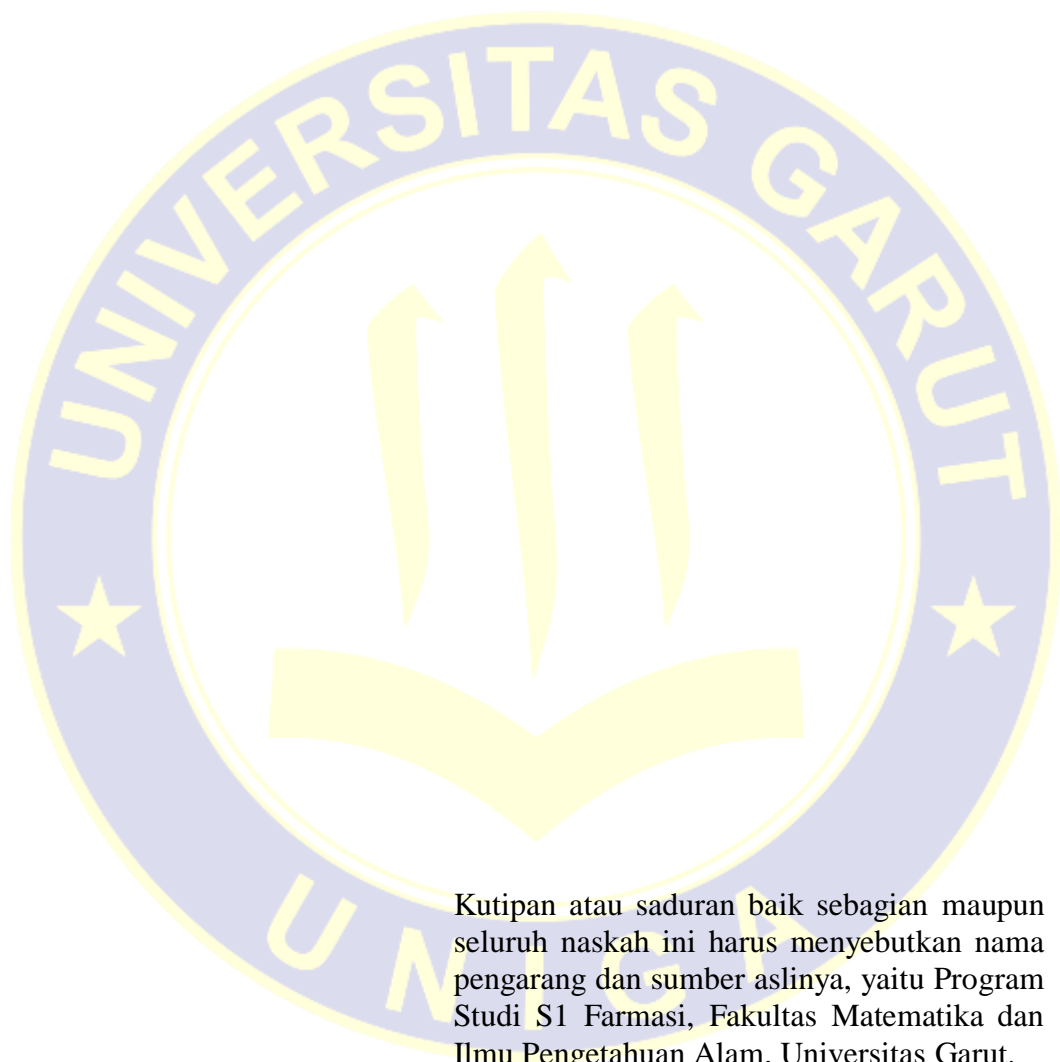 UNIVERSITAS GARUT
UNIGA
Kutipan atau saduran baik sebagian maupun
seluruh naskah ini harus menyebutkan nama
pengarang dan sumber aslinya, yaitu Program
Studi S1 Farmasi, Fakultas Matematika dan
Ilmu Pengetahuan Alam, Universitas Garut.